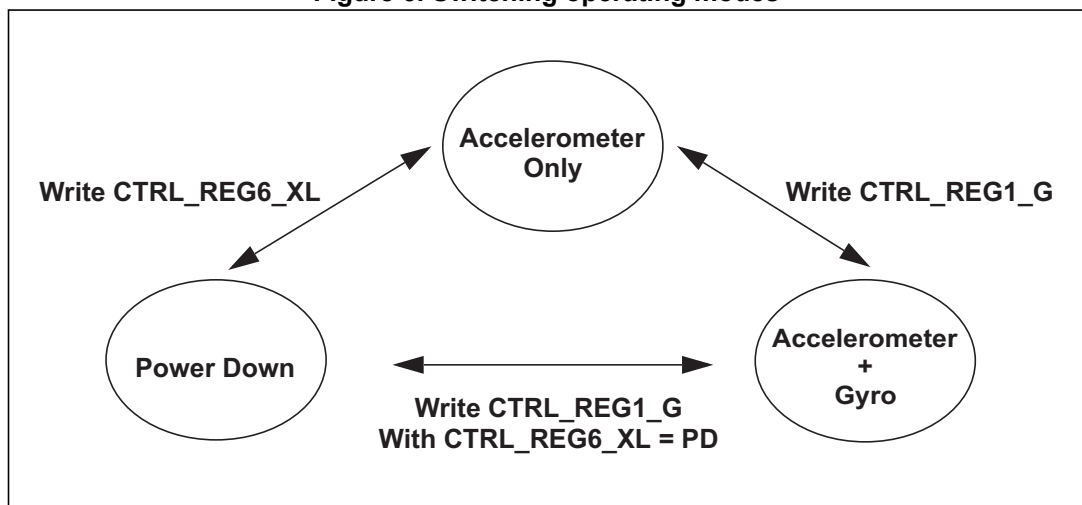 Figure Switching operating modes
Accelerometer
Only
Write CTRL_REG6_XL
Write CTRL_REG1_G
Power Down
Accelerometer
+
Gyro
Write CTRL_REG1_G
With CTRL_REG6_XL = PD